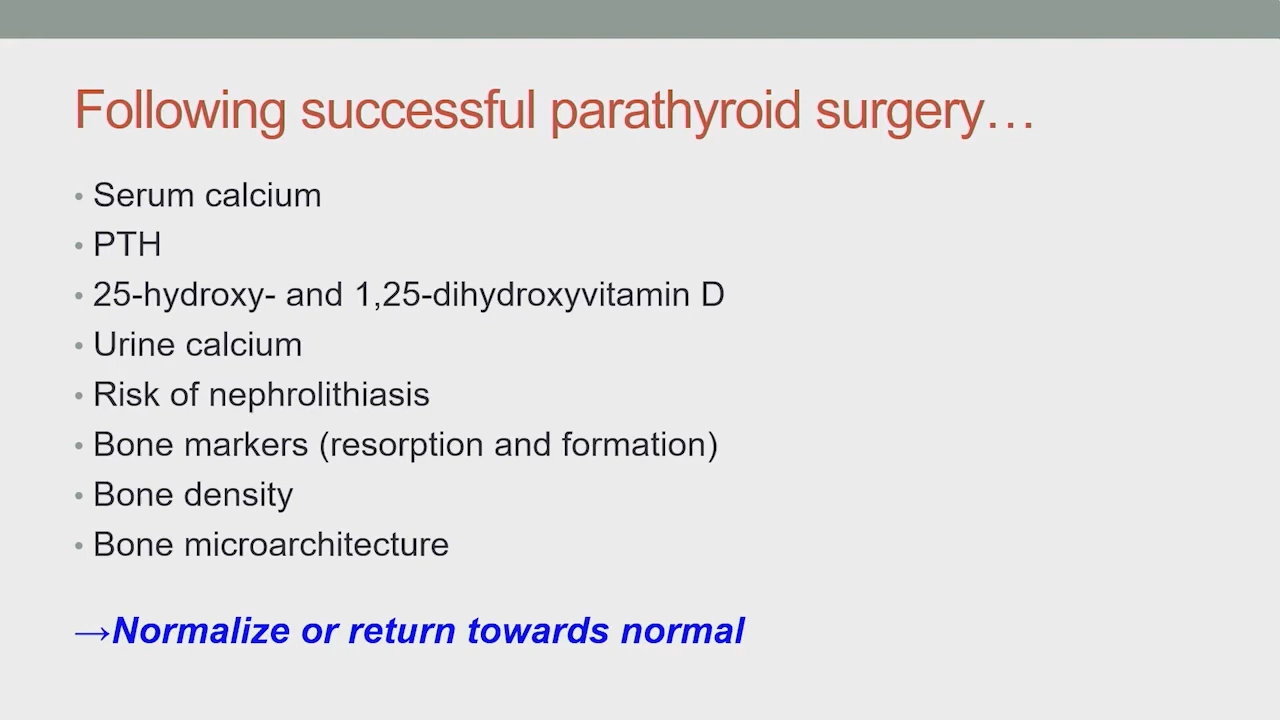 Following successful parathyroid surgery…
• Serum calcium
• PTH
• 25-hydroxy- and 1,25-dihydroxyvitamin D
• Urine calcium
• Risk of nephrolithiasis
• Bone markers (resorption and formation)
• Bone density
• Bone microarchitecture
→Normalize or return towards normal